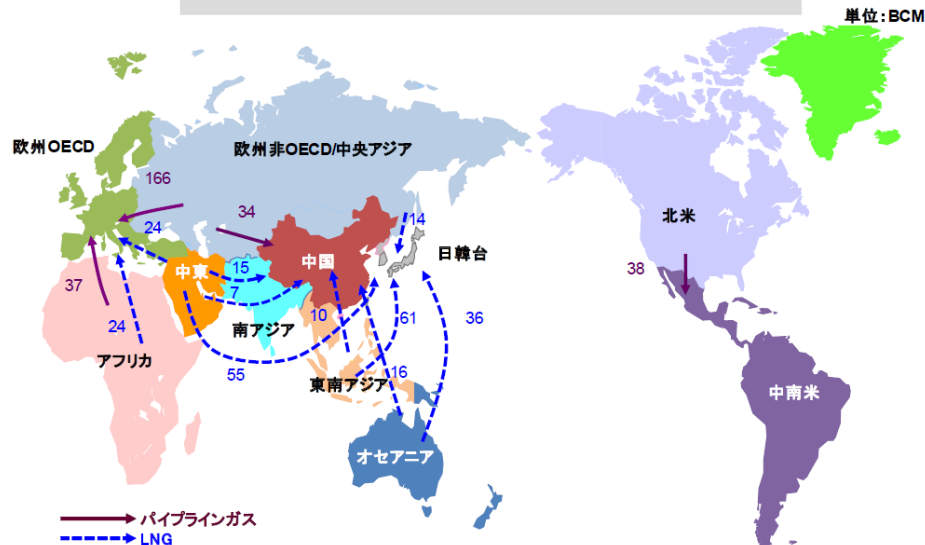 単位:BCM
欧州OECD
欧州非OECD/中央アジア
166
34
24
14
北米
日韓台
中国
中東
15
7
37
38
南アジア
10
61
36
24
アフリカ
55
東南アジア
16
中南米
オセアニア
パイプラインガス
LNG